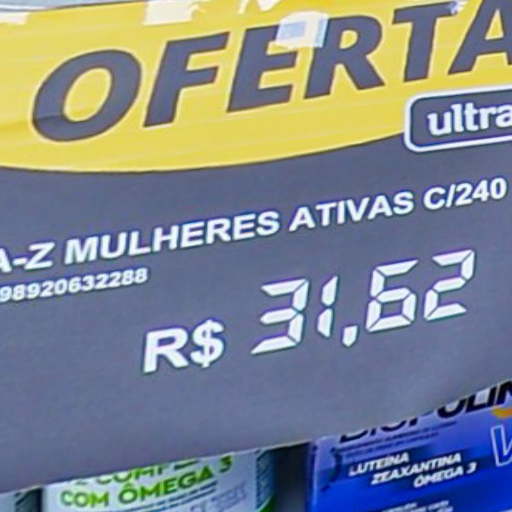 OFERTA
ultra
A-Z MULHERES ATIVAS C/240
98920632288
R$ 31,62
COM ÔMEGA 3
LUTEÍNA
ZEAXANTINA
ÔMEGA 3